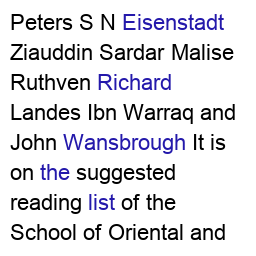 Peters S N Eisenstadt
Ziauddin Sardar Malise
Ruthven Richard
Landes Ibn Warraq and
John Wansbrough It is
on the suggested
reading list of the
School of Oriental and